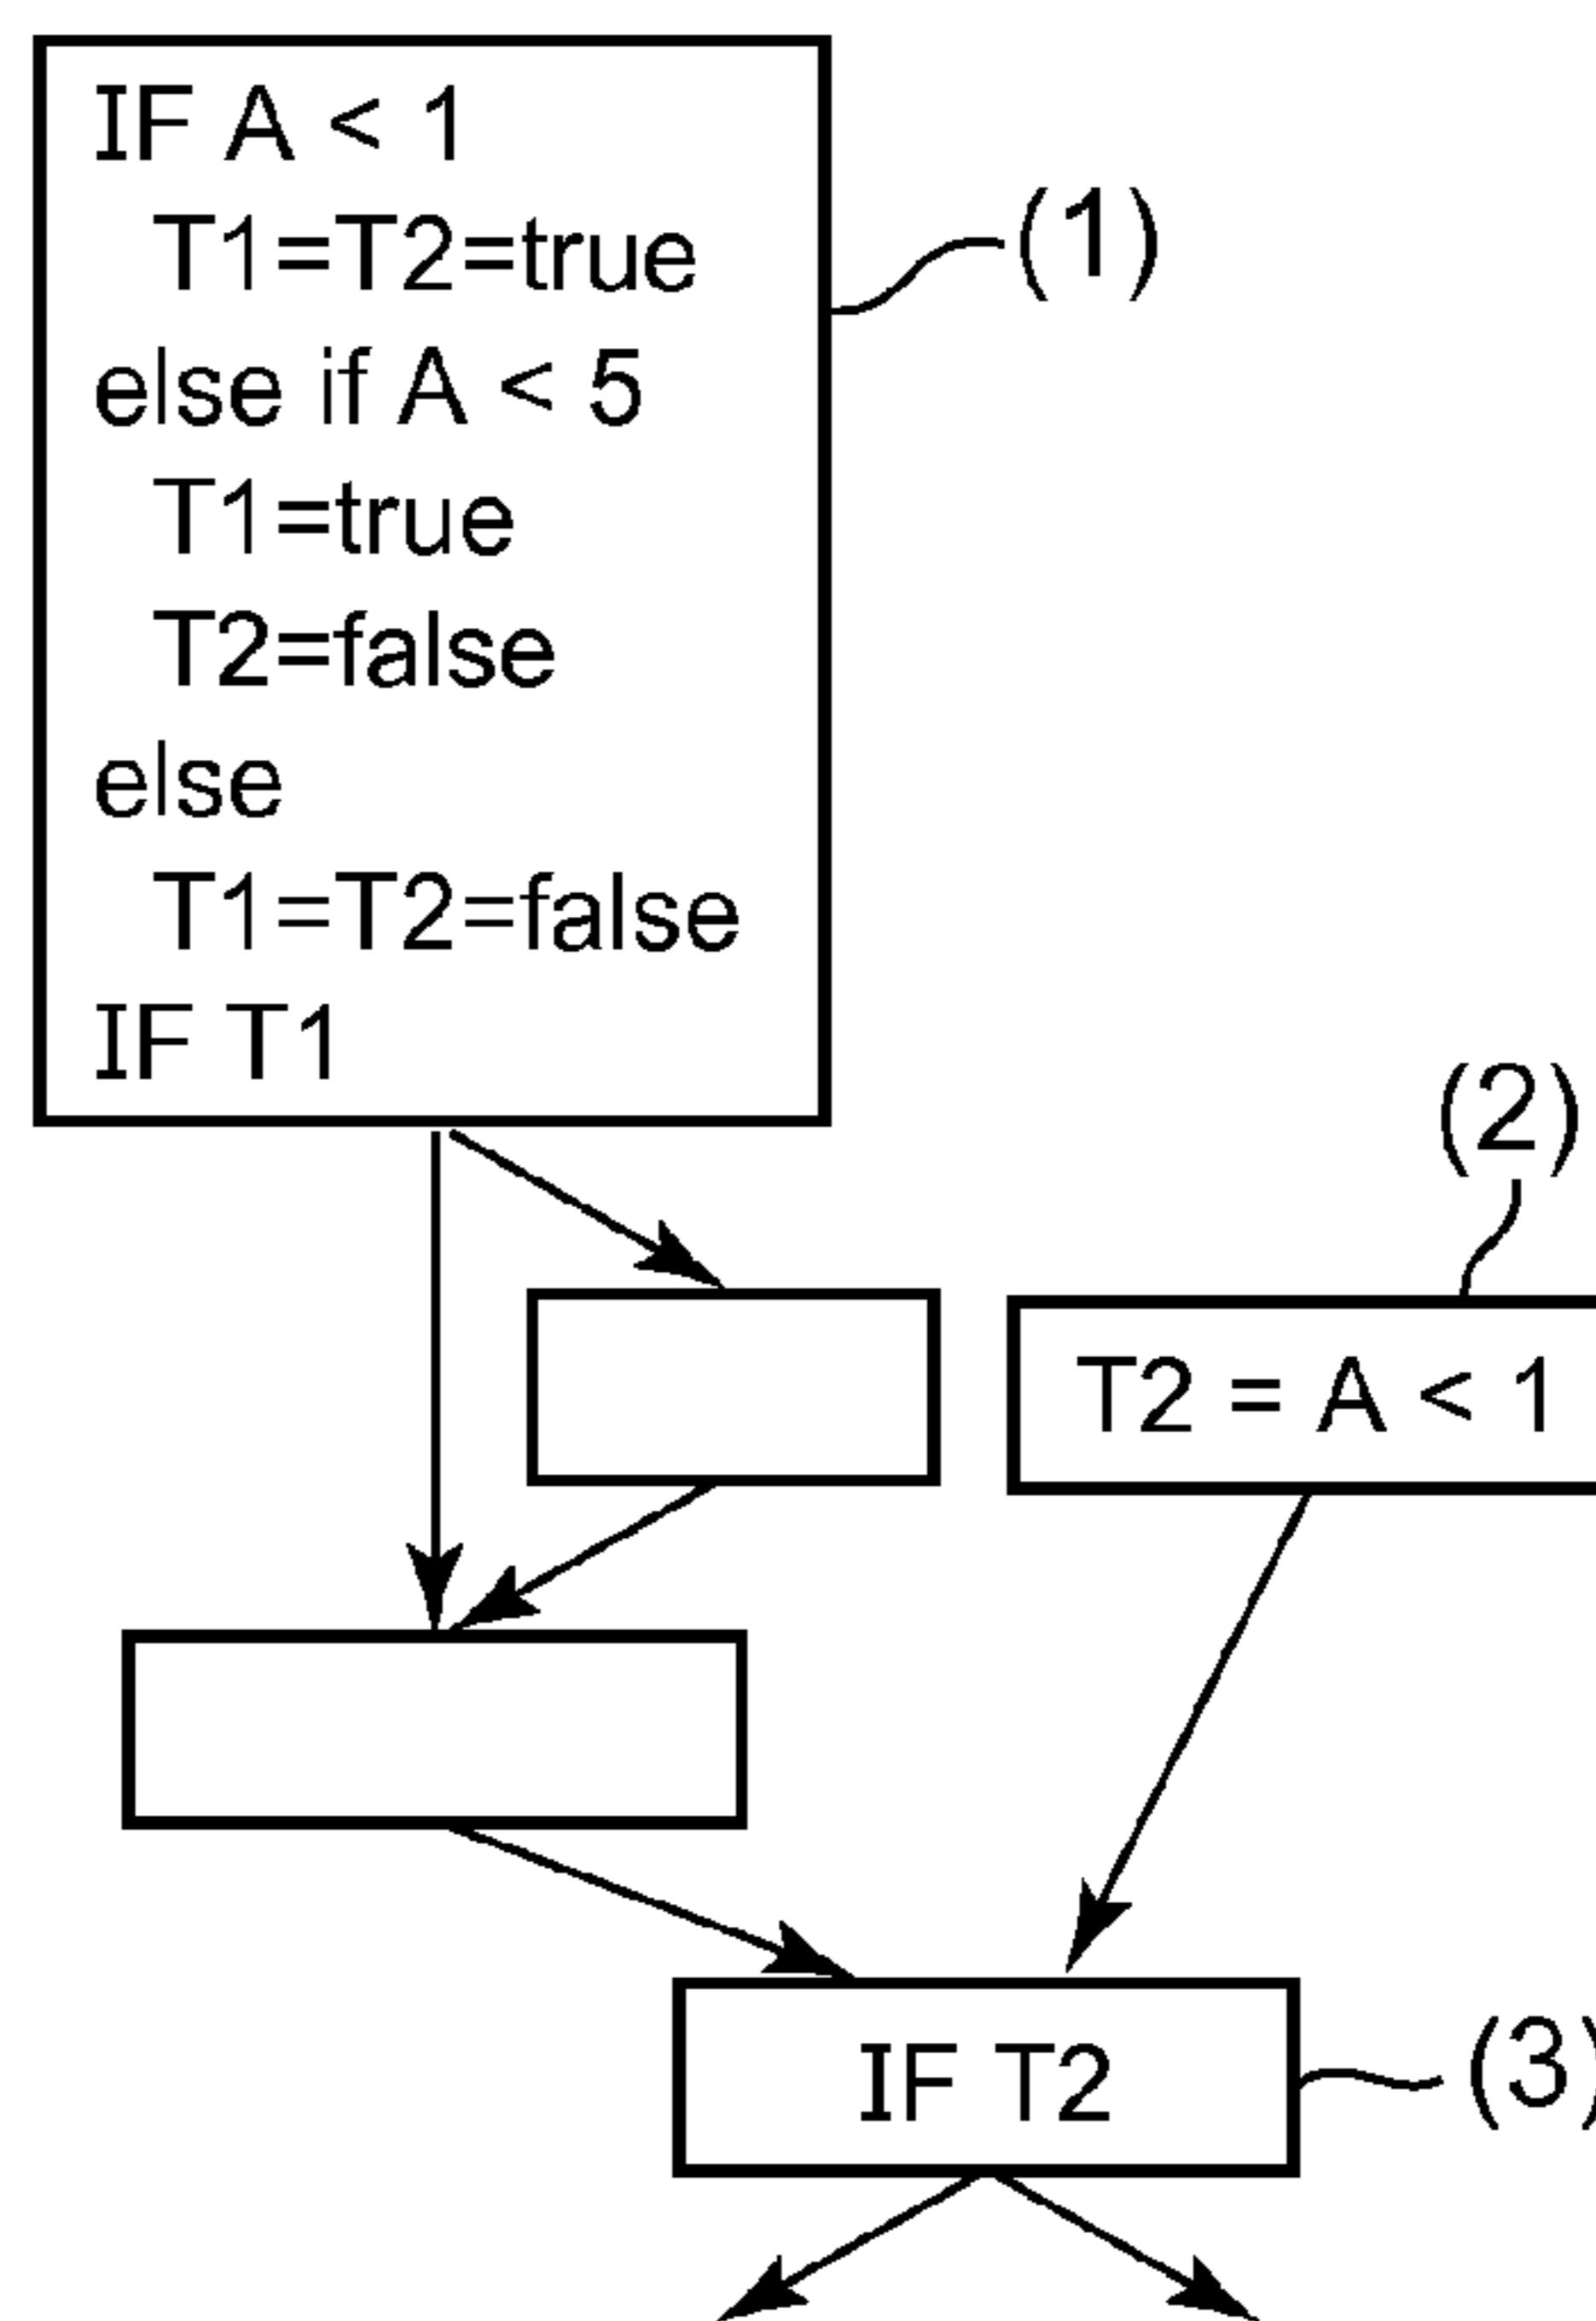 IF A < 1
T1=T2=true
else if A < 5
T1=true
T2=false
else
T1=T2=false
IF T1
(1)
(2)
T2 = A < 1
IF T2
(3)